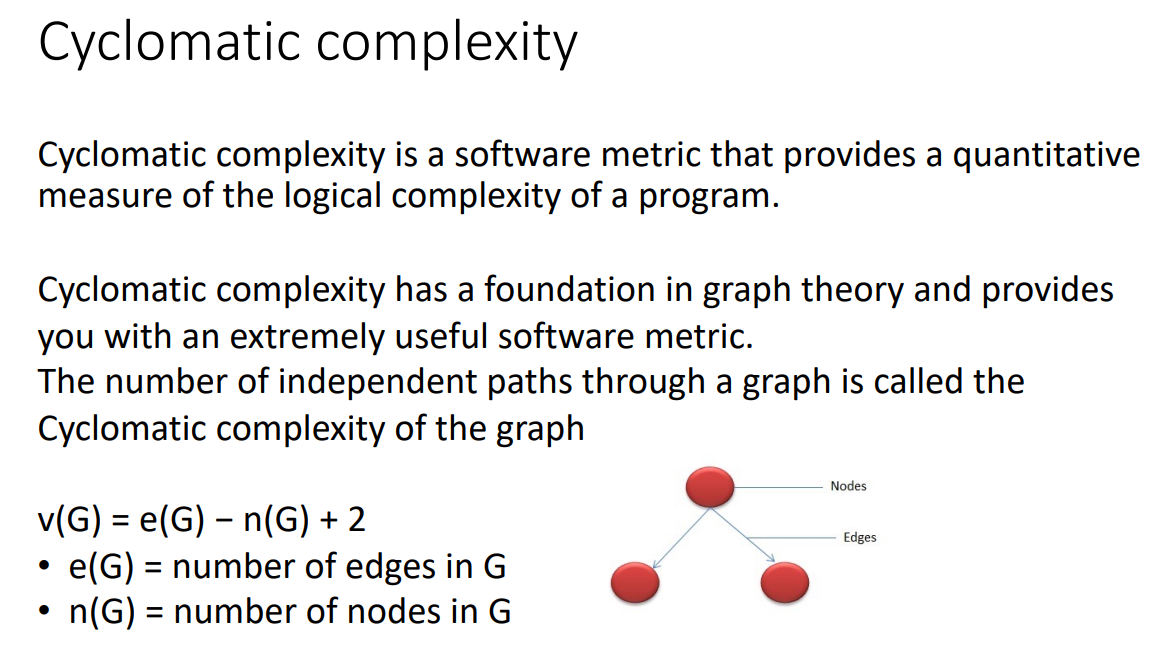 Cyclomatic complexity
Cyclomatic complexity is a software metric that provides a quantitative
measure of the logical complexity of a program.
Cyclomatic complexity has a foundation in graph theory and provides
you with an extremely useful software metric.
The number of independent paths through a graph is called the
Cyclomatic complexity of the graph
v(G) = e(G) – n(G) + 2
• e(G) = number of edges in G
• n(G) = number of nodes in G
Nodes
Edges